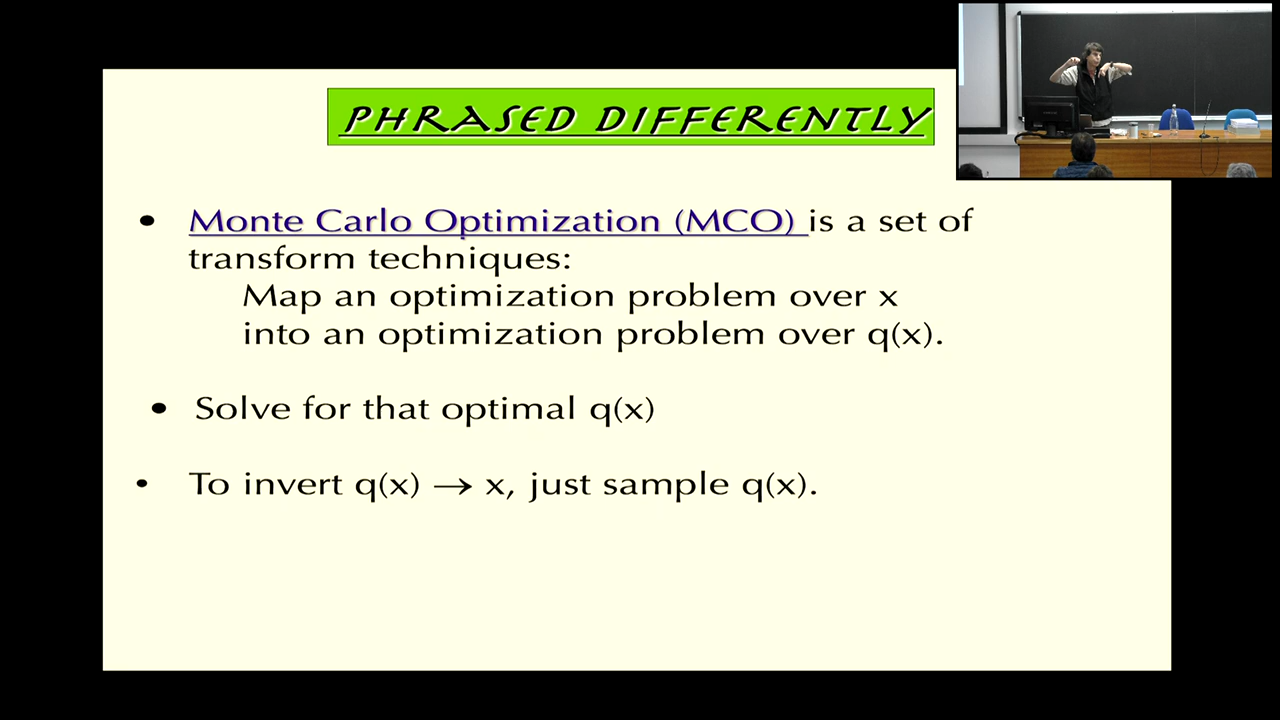 PHRASED DIFFERENTLY
• Monte Carlo Optimization (MCO) is a set of
transform techniques:
Map an optimization problem over x
into an optimization problem over q(x).
• Solve for that optimal q(x)
• To invert q(x) → x, just sample q(x).